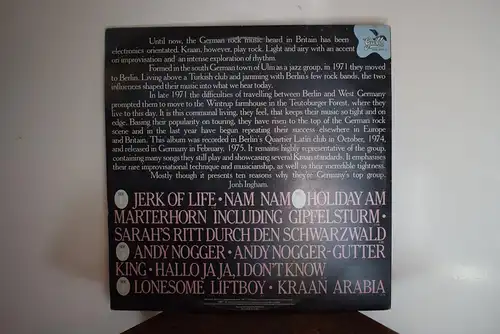 Until now, the German rock music heard in Britain has been
electronics orientated. Kraan, however, play rock. Light and airy with an accent
on improvisation and an intense exploration of rhythm.
Formed in the south German town of Ulm as a jazz group, in 1971 they moved
to Berlin. Living above a Turkish club and jamming with Berlin's few rock bands, the two
influences shaped their music into what we hear today.
In late 1971 the difficulties of travelling between Berlin and West Germany
prompted them to move to the Wintrup farmhouse in the Teutoburger Forest, where they
live to this day. It is this communal living, they feel, that keeps their music so tight and on
edge. Basing their popularity on touring, they have risen to the top of the German rock
scene and in the last year have begun repeating their success elsewhere in Europe
and Britain. This album was recorded in Berlin's Quartier Latin club in October, 1974,
and released in Germany in February, 1975. It remains highly representative of the group,
containing many songs they still play and showcasing several Kraan standards. It emphasises
their rare improvisational technique and musicianship, as well as their incredible tightness.
Mostly though it presents ten reasons why they're Germany's top group.
Jonh Ingham.
JERK OF LIFE • NAM NAM HOLIDAY AM
MARTERHORN INCLUDING GIPFELSTURM •
SARAH'S RITT DURCH DEN SCHWARZWALD
ANDY NOGGER • ANDY NOGGER - GUTTER
KING • HALLO JA JA, I DON'T KNOW
LONESOME LIFTBOY • KRAAN ARABIA